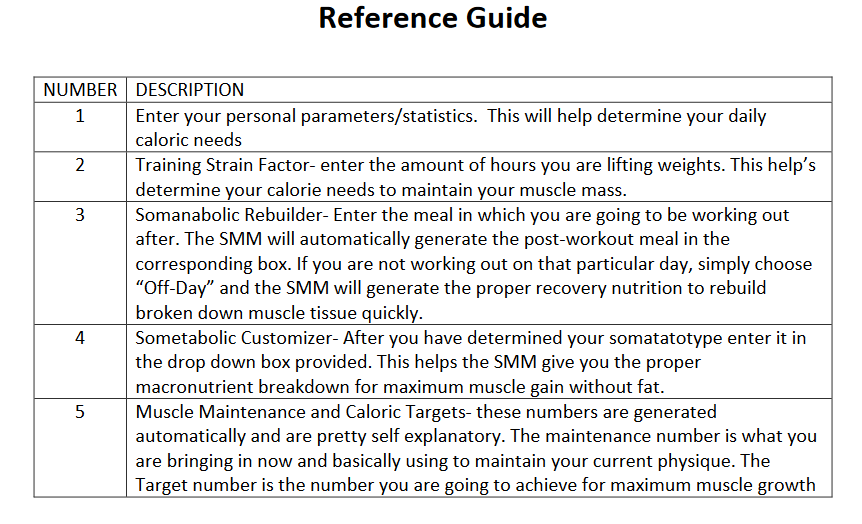 Reference Guide
NUMBER DESCRIPTION
1 Enter your personal parameters/statistics.  This will help determine your daily
caloric needs
2 Training Strain Factor- enter the amount of hours you are lifting weights. This help’s
determine your calorie needs to maintain your muscle mass.
3 Somanabolic Rebuilder- Enter the meal in which you are going to be working out
after. The SMM will automatically generate the post-workout meal in the
corresponding box. If you are not working out on that particular day, simply choose
“Off-Day” and the SMM will generate the proper recovery nutrition to rebuild
broken down muscle tissue quickly.
4 Sometabolic Customizer- After you have determined your somatatotype enter it in
the drop down box provided. This helps the SMM give you the proper
macronutrient breakdown for maximum muscle gain without fat.
5 Muscle Maintenance and Caloric Targets- these numbers are generated
automatically and are pretty self explanatory. The maintenance number is what you
are bringing in now and basically using to maintain your current physique. The
Target number is the number you are going to achieve for maximum muscle growth